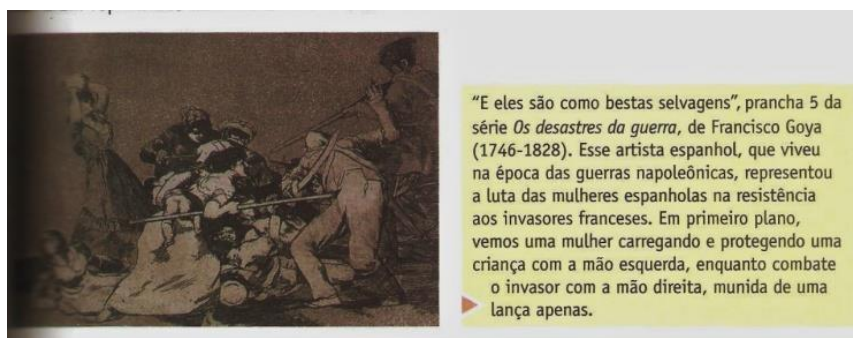 "E eles são como bestas selvagens", prancha 5 da
série Os desastres da guerra, de Francisco Goya
(1746-1828). Esse artista espanhol, que viveu
na época das guerras napoleônicas, representou
a luta das mulheres espanholas na resistência
aos invasores franceses. Em primeiro plano,
vemos uma mulher carregando e protegendo uma
criança com a mão esquerda, enquanto combate
o invasor com a mão direita, munida de uma
lança apenas.